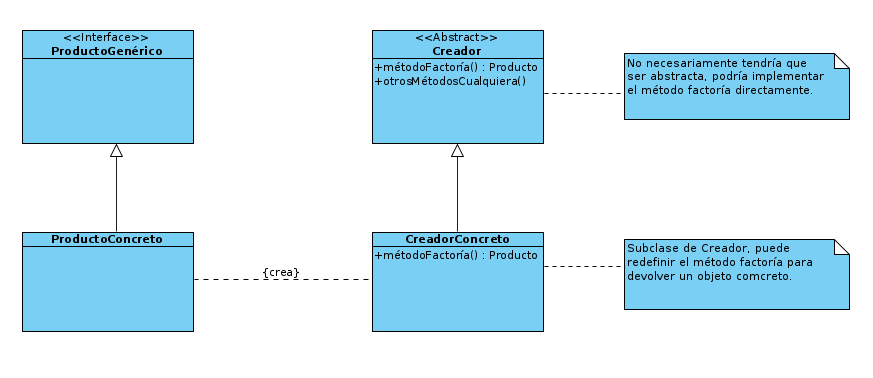 <<Interface>>
ProductoGenérico
<<Abstract>>
Creador
+métodoFactoría() : Producto
+otrosMétodosCualquiera()
No necesariamente tendría que
ser abstracta, podría implementar
el método factoría directamente.
ProductoConcreto
{crea}
CreadorConcreto
+métodoFactoría() : Producto
Subclase de Creador, puede
redefinir el método factoría para
devolver un objeto comcreto.